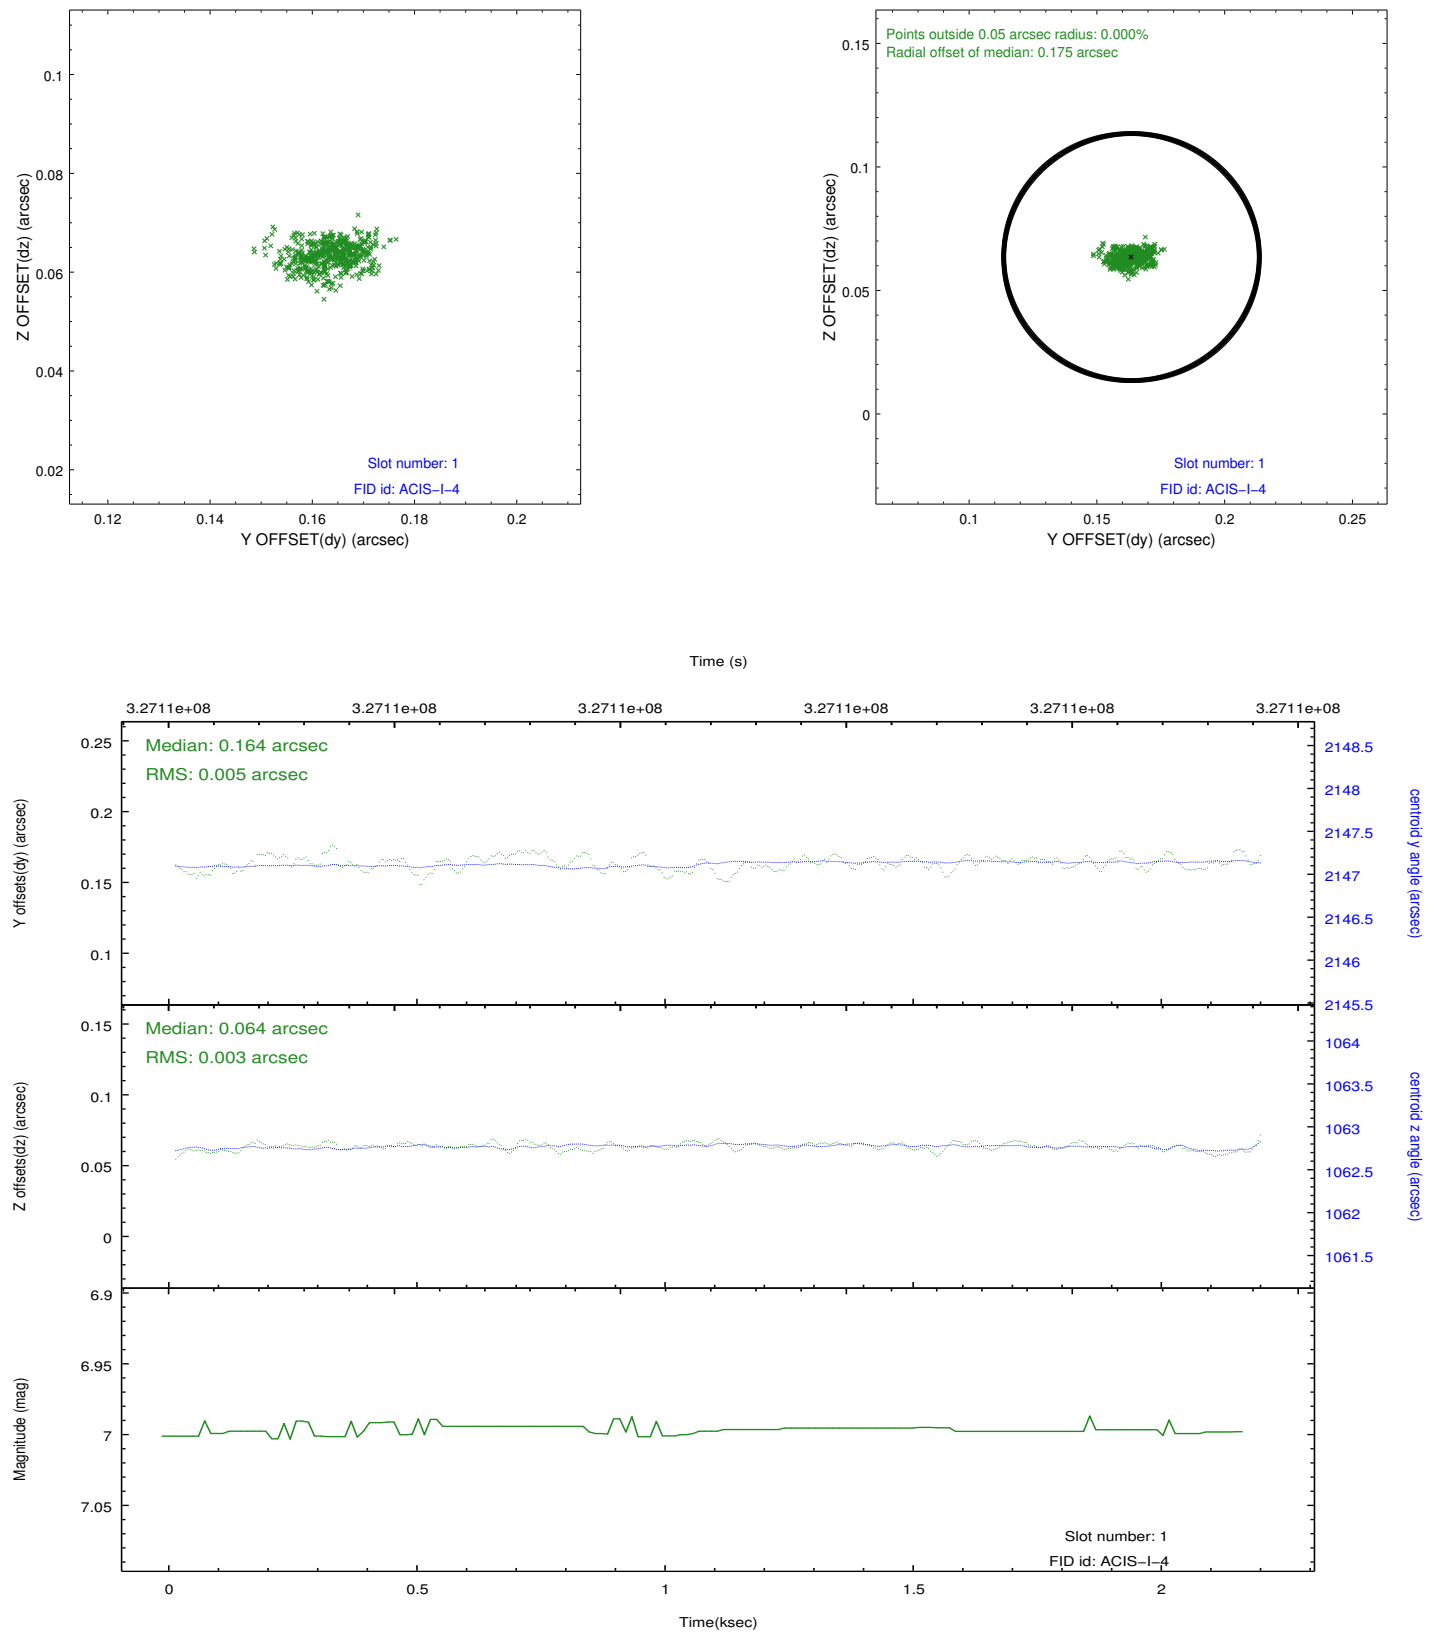 0.1
0.08
0.06
0.04
0.02
Z OFFSET(dz) (arcsec)
Slot number: 1
FID id: ACIS-I-4
0.12 0.14 0.16 0.18 0.2
Y OFFSET(dy) (arcsec)
Points outside 0.05 arcsec radius: 0.000%
Radial offset of median: 0.175 arcsec
0.15
0.1
0.05
0
Z OFFSET(dz) (arcsec)
Slot number: 1
FID id: ACIS-I-4
0.1 0.15 0.2 0.25
Y OFFSET(dy) (arcsec)
Time (s)
3.2711e+08 3.2711e+08 3.2711e+08 3.2711e+08 3.2711e+08 3.2711e+08
Median: 0.164 arcsec
RMS: 0.005 arcsec
0.25
0.2
0.15
0.1
Y offsets(dy) (arcsec)
2148.5
2148
2147.5
2147
2146.5
2146
2145.5
centroid y angle (arcsec)
Median: 0.064 arcsec
RMS: 0.003 arcsec
0.15
0.1
0.05
0
Z offsets(dz) (arcsec)
1064
1063.5
1063
1062.5
1062
1061.5
centroid z angle (arcsec)
6.9
6.95
7
7.05
Magnitude (mag)
Slot number: 1
FID id: ACIS-I-4
0 0.5 1 1.5 2
Time(ksec)